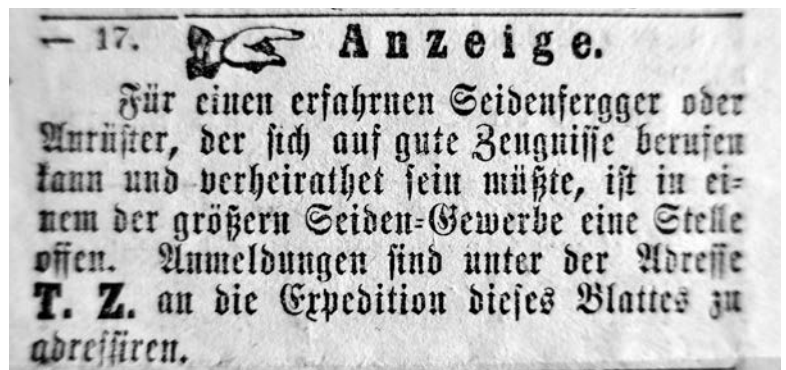 — 17. ☞ Anzeige.
Für einen erfahrnen Seidenfergger oder
Anrüster, der sich auf gute Zeugnisse berufen
kann und verheirathet sein müßte, ist in ei=
nem der größern Seiden=Gewerbe eine Stelle
offen. Anmeldungen sind unter der Adresse
T. Z. an die Expedition dieses Blattes zu
adressiren.